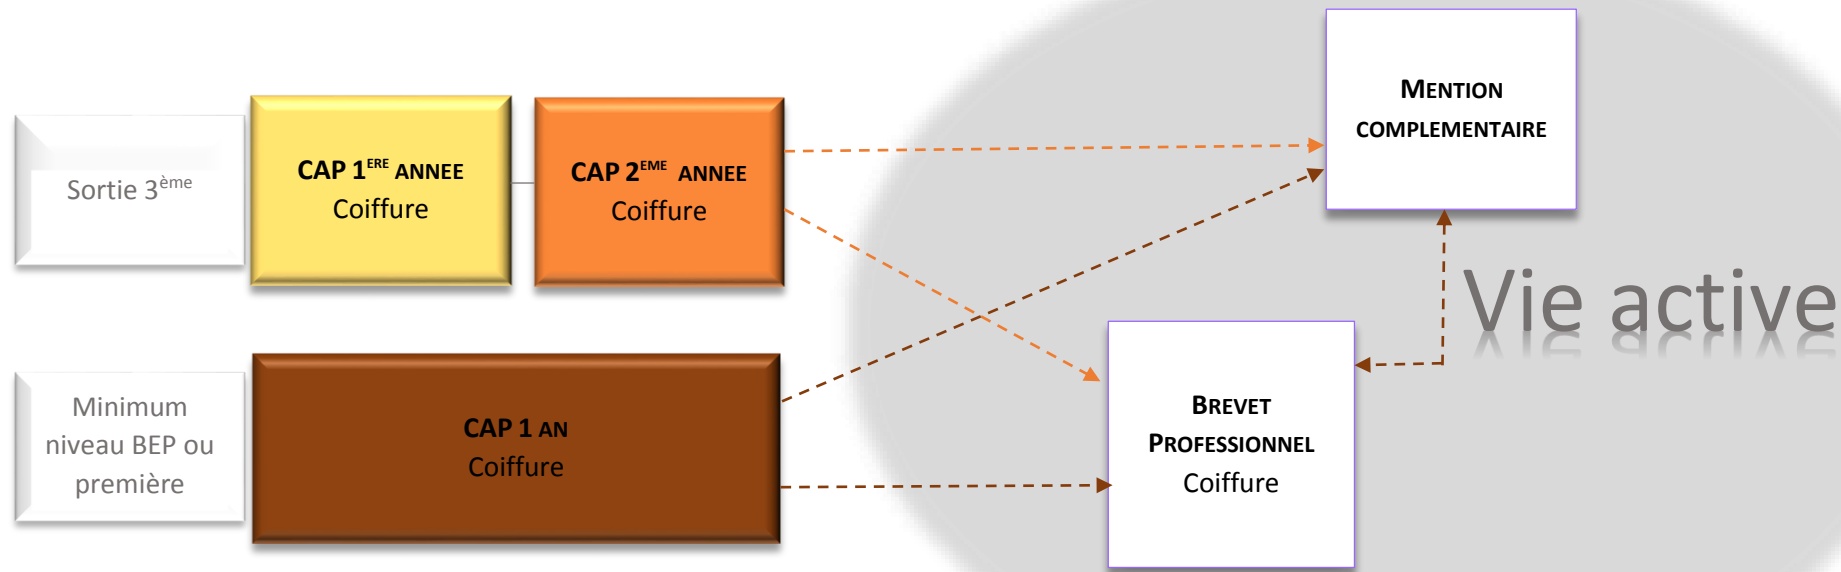 Sortie 3ème
CAP 1ERE ANNEE
Coiffure
CAP 2EME ANNEE
Coiffure
MENTION
COMPLEMENTAIRE
Vie active
Minimum
niveau BEP ou
première
CAP 1 AN
Coiffure
BREVET
PROFESSIONNEL
Coiffure